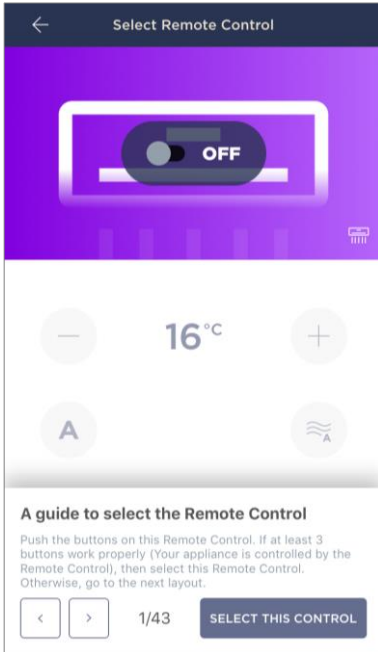 Select Remote Control
OFF
16°C
A
A
A guide to select the Remote Control
Push the buttons on this Remote Control. If at least 3
buttons work properly (Your appliance is controlled by the
Remote Control), then select this Remote Control.
Otherwise, go to the next layout.
1/43
SELECT THIS CONTROL